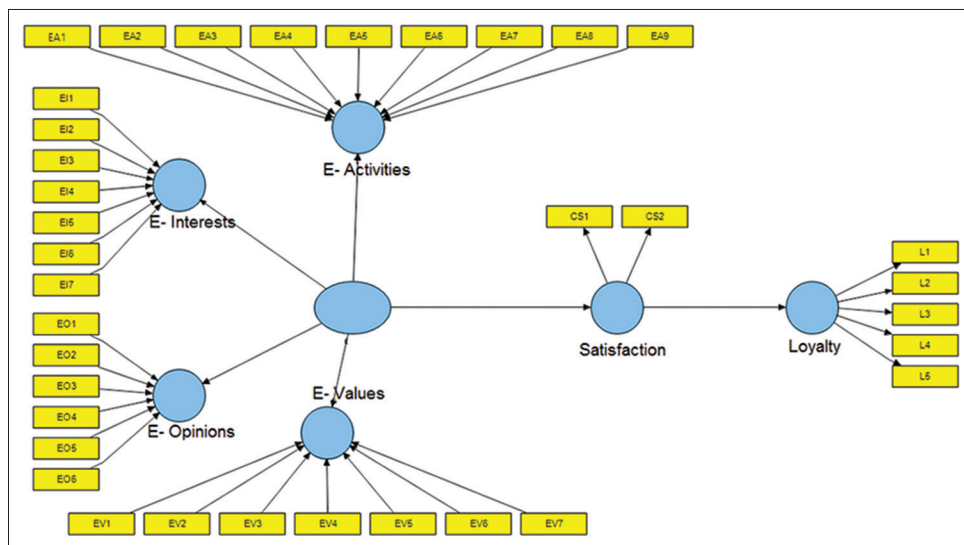 EA1
EA2
EA3
EA4
EA5
EA6
EA7
EA8
EA9
E- Activities
EI1
EI2
EI3
EI4
EI5
EI6
EI7
E- Interests
CS1
CS2
Satisfaction
L1
L2
L3
L4
L5
Loyalty
EO1
EO2
EO3
EO4
EO5
EO6
E- Opinions
E- Values
EV1
EV2
EV3
EV4
EV5
EV6
EV7